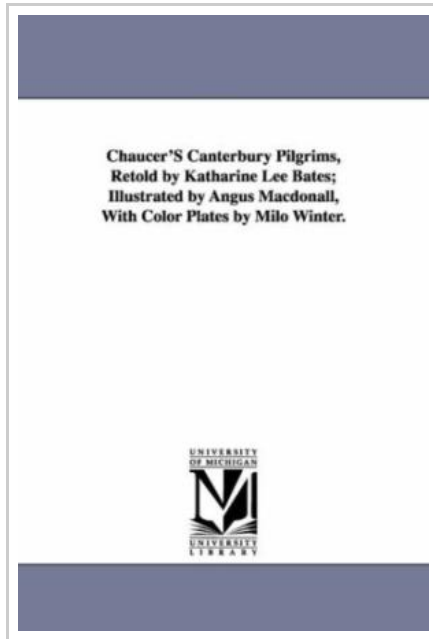 Chaucer'S Canterbury Pilgrims,
Retold by Katharine Lee Bates;
Illustrated by Angus Macdonall,
With Color Plates by Milo Winter.
UNIVERSITY
OF MICHIGAN
M
UNIVERSITY
LIBRARY